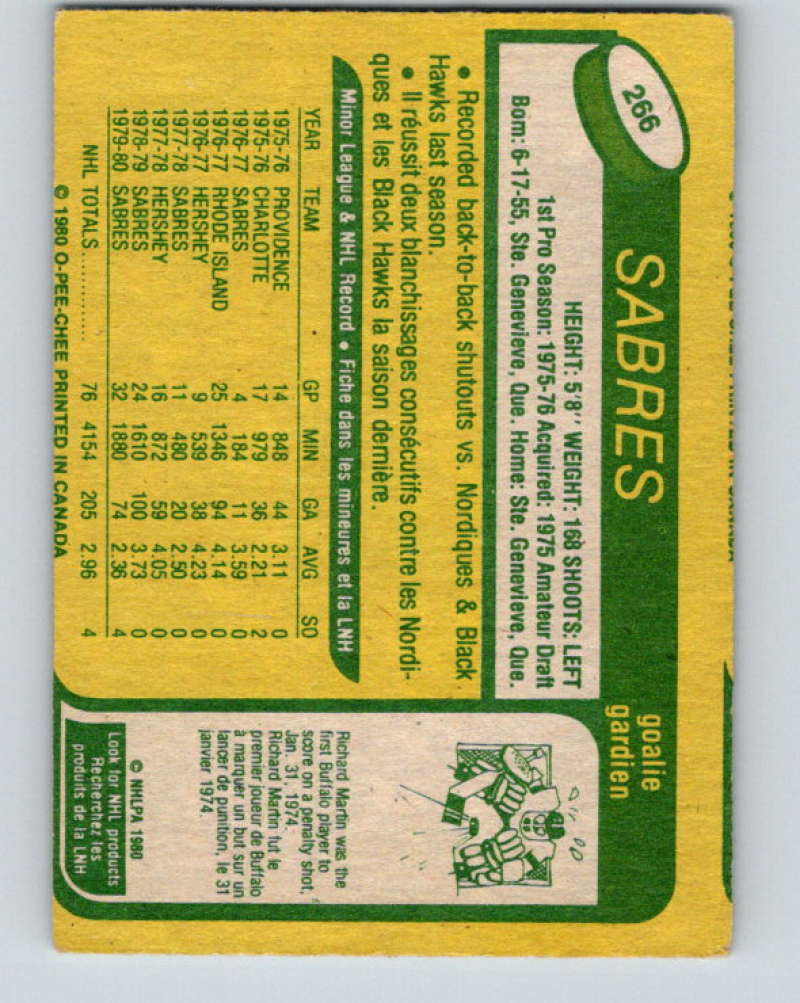 266
SABRES
goalie
gardien
HEIGHT: 5'8'' WEIGHT: 168 SHOOTS: LEFT
1st Pro Season: 1975-76 Acquired: 1975 Amateur Draft
Born: 6-17-55, Ste. Genevieve, Que. Home: Ste. Genevieve, Que.
• Recorded back-to-back shutouts vs. Nordiques & Black
Hawks last season.
• Il réussit deux blanchissages consécutifs contre les Nordi-
ques et les Black Hawks la saison dernière.
Minor League & NHL Record • Fiche dans les mineures et la LNH
YEAR TEAM GP MIN GA AVG SO
1975-76 PROVIDENCE 14 848 44 3.11 0
1975-76 CHARLOTTE 17 979 36 2.21 2
1976-77 SABRES 4 184 11 3.59 0
1976-77 RHODE ISLAND 25 1346 94 4.14 0
1976-77 HERSHEY 9 539 38 4.23 0
1977-78 SABRES 11 480 20 2.50 0
1977-78 HERSHEY 16 872 59 4.05 0
1978-79 SABRES 24 1610 100 3.73 0
1979-80 SABRES 32 1880 74 2.36 4
NHL TOTALS............. 76 4154 205 2.96 4
© 1980 O-PEE-CHEE PRINTED IN CANADA
Richard Martin was the
first Buffalo player to
score on a penalty shot,
Jan. 31, 1974.
Richard Martin fut le
premier joueur de Buffalo
à marquer un but sur un
lancer de punition, le 31
janvier 1974.
© NHLPA 1980
Look for NHL products
Recherchez les
produits de la LNH